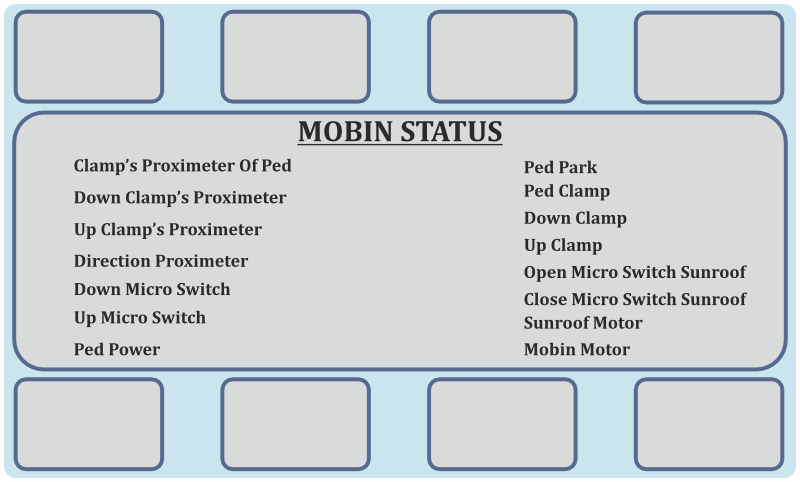 MOBIN STATUS
Clamp's Proximeter Of Ped
Down Clamp's Proximeter
Up Clamp's Proximeter
Direction Proximeter
Down Micro Switch
Up Micro Switch
Ped Power
Ped Park
Ped Clamp
Down Clamp
Up Clamp
Open Micro Switch Sunroof
Close Micro Switch Sunroof
Sunroof Motor
Mobin Motor